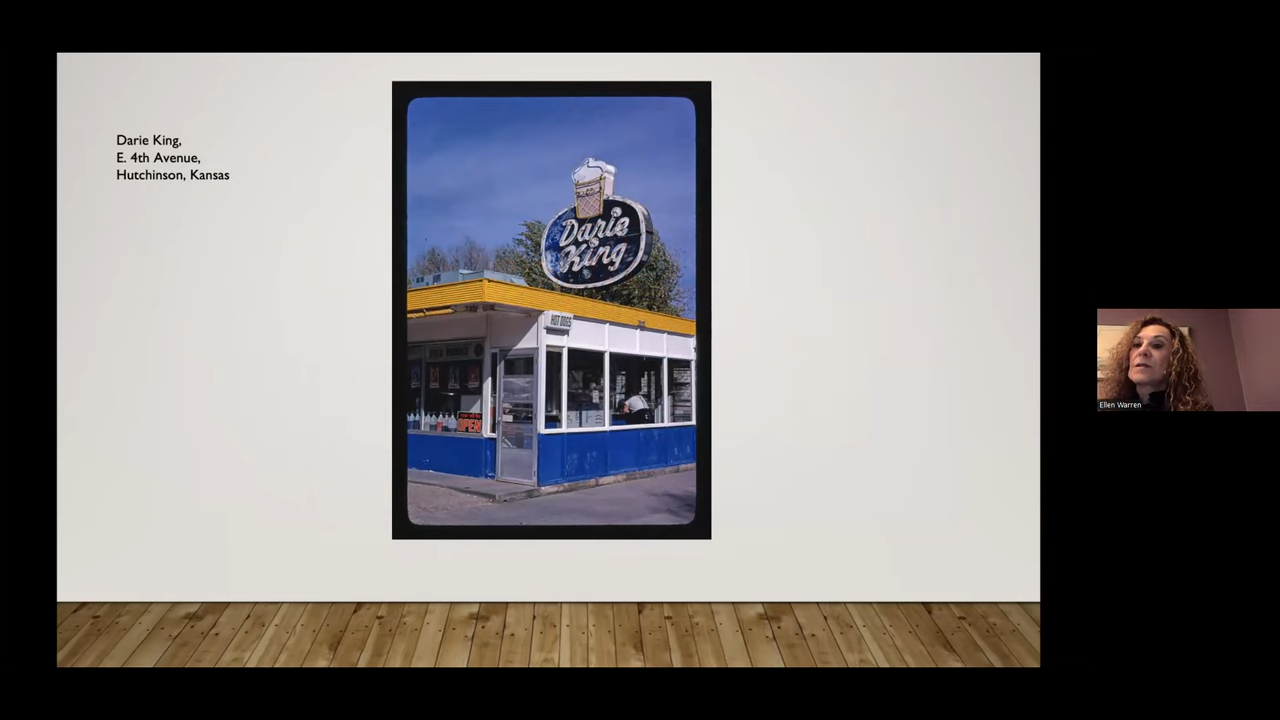 Darie King,
E. 4th Avenue,
Hutchinson, Kansas
Darie
King
HOT DOGS
OPEN
Ellen Warren